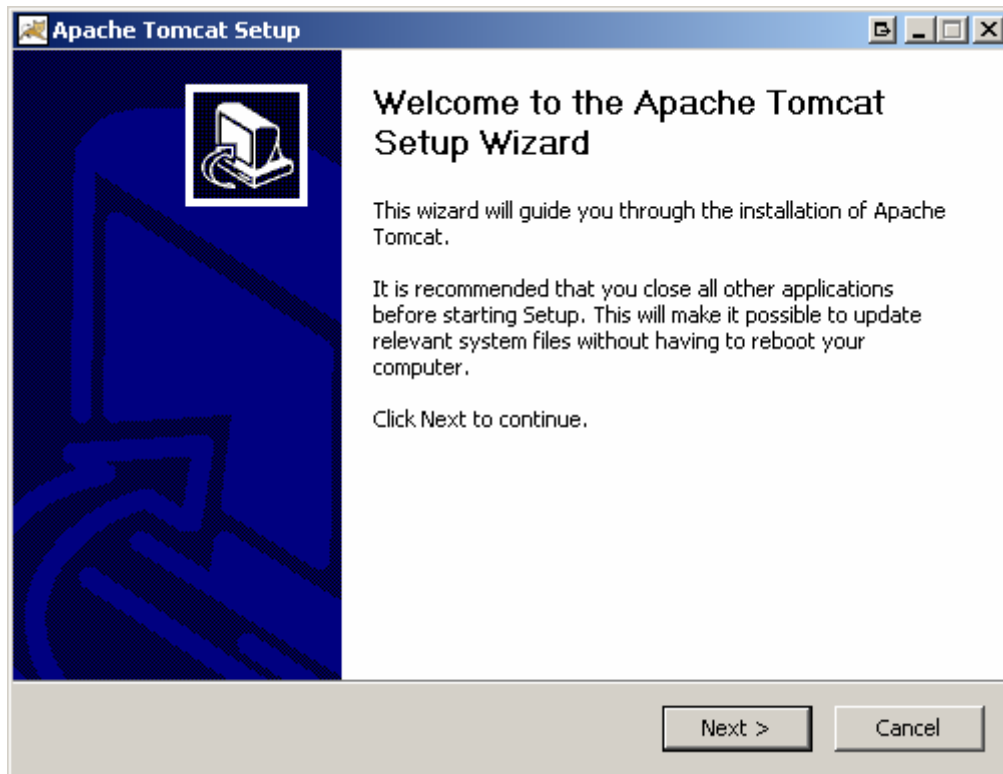 Apache Tomcat Setup
Welcome to the Apache Tomcat
Setup Wizard
This wizard will guide you through the installation of Apache
Tomcat.
It is recommended that you close all other applications
before starting Setup. This will make it possible to update
relevant system files without having to reboot your
computer.
Click Next to continue.
Next >
Cancel